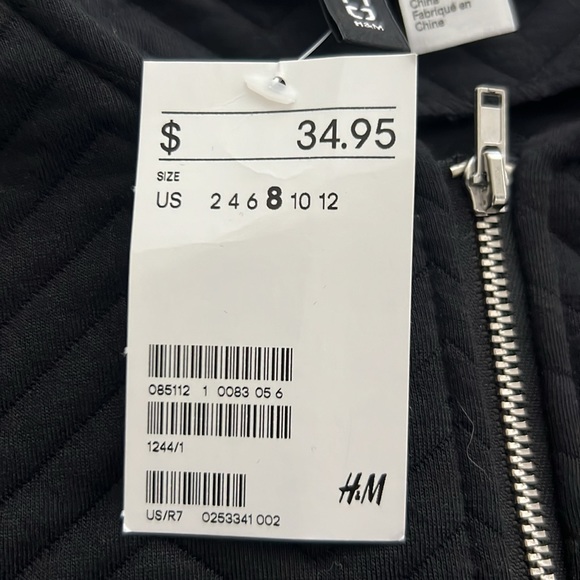 H&M
China
Fabriqué en
Chine
$ 34.95
SIZE
US 2 4 6 8 10 12
085112 1 0083 05 6
1244/1
H&M
US/R7 0253341 002